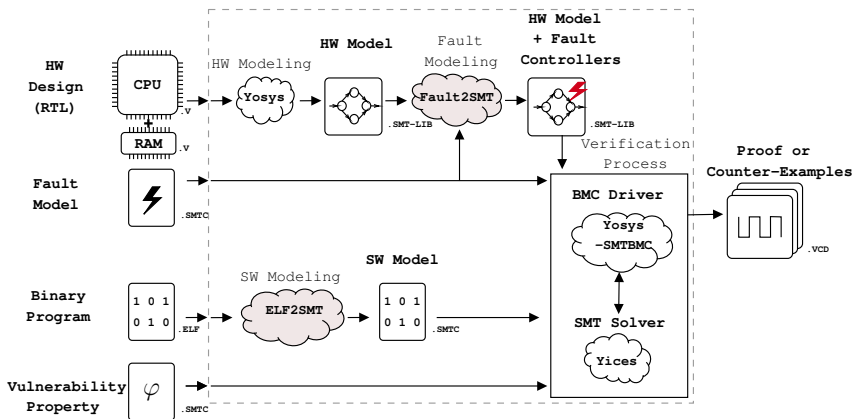 HW
Design
(RTL)
CPU
.V
+
RAM
.V
HW Modeling
Yosys
HW Model
.SMT-LIB
Fault
Modeling
Fault2SMT
HW Model
+ Fault
Controllers
.SMT-LIB
Verification
Process
Fault
Model
.SMTC
BMC Driver
Yosys
-SMTBMC
SMT Solver
Yices
Proof or
Counter-Examples
.VCD
Binary
Program
1 0 1
0 1 0
.ELF
SW Modeling
ELF2SMT
SW Model
1 0 1
0 1 0
.SMTC
Vulnerability
Property
φ
.SMTC